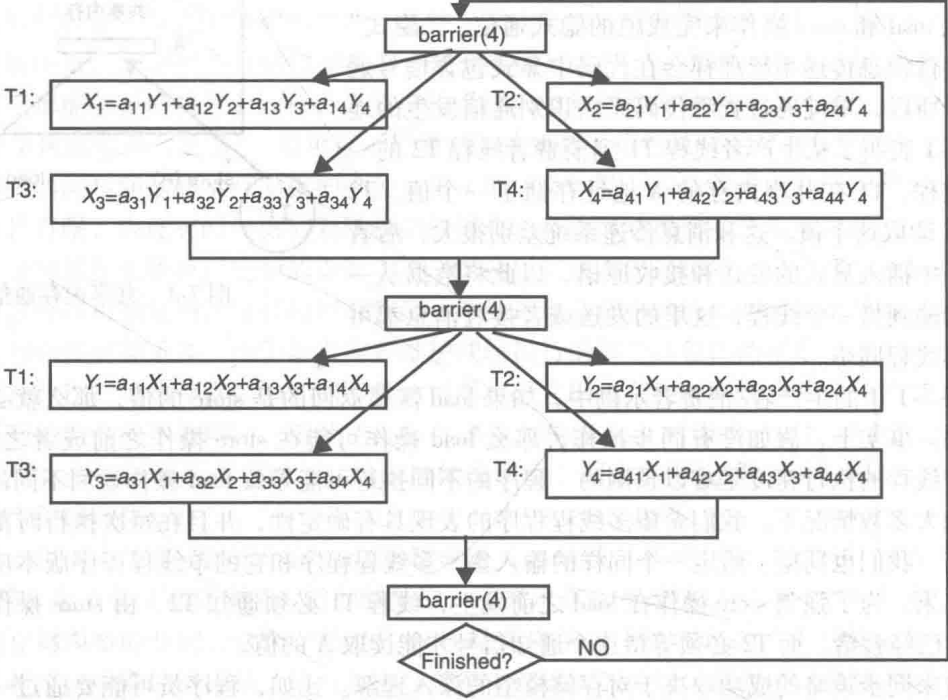 barrier(4)
T1: X₁=a₁₁Y₁+a₁₂Y₂+a₁₃Y₃+a₁₄Y₄
T2: X₂=a₂₁Y₁+a₂₂Y₂+a₂₃Y₃+a₂₄Y₄
T3: X₃=a₃₁Y₁+a₃₂Y₂+a₃₃Y₃+a₃₄Y₄
T4: Y₄=a₄₁Y₁+a₄₂Y₂+a₄₃Y₃+a₄₄Y₄
barrier(4)
T1: Y₁=a₁₁X₁+a₁₂X₂+a₁₃X₃+a₁₄X₄
T2: Y₂=a₂₁X₁+a₂₂X₂+a₂₃X₃+a₂₄X₄
T3: Y₃=a₃₁X₁+a₃₂X₂+a₃₃X₃+a₃₄X₄
T4: Y₄=a₄₁X₁+a₄₂X₂+a₄₃X₃+a₄₄X₄
barrier(4)
Finished?
NO